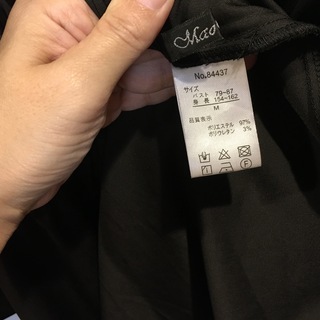 Mao
No.84437
サイズ
バスト 79-87
身長 154-162
M
品質表示
ポリエステル 97%
ポリウレタン 3%